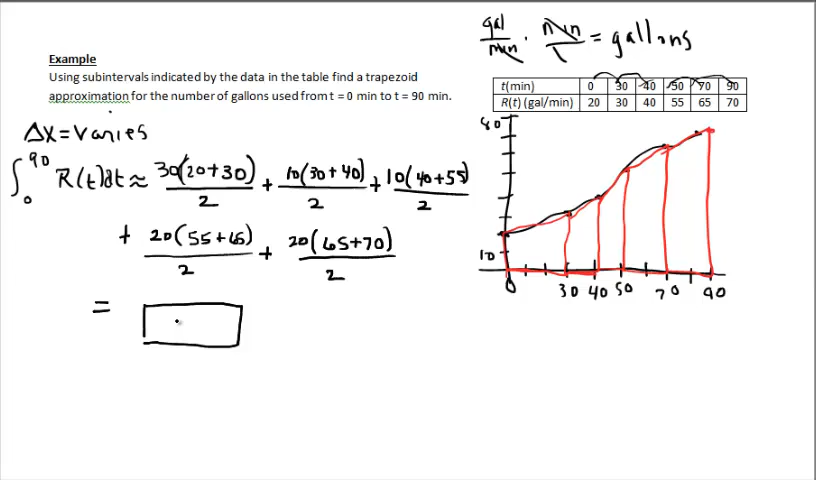 Example
Using subintervals indicated by the data in the table find a trapezoid
approximation for the number of gallons used from t = 0 min to t = 90 min.
gal/min · min/1 = gallons
t(min) 0 30 40 50 70 90
R(t) (gal/min) 20 30 40 55 65 70
Δx = Varies
∫₀⁹⁰ R(t)dt ≈ 30(20+30)/2 + 10(30+40)/2 + 10(40+55)/2
+ 20(55+65)/2 + 20(65+70)/2
=
80
10
0 30 40 50 70 90